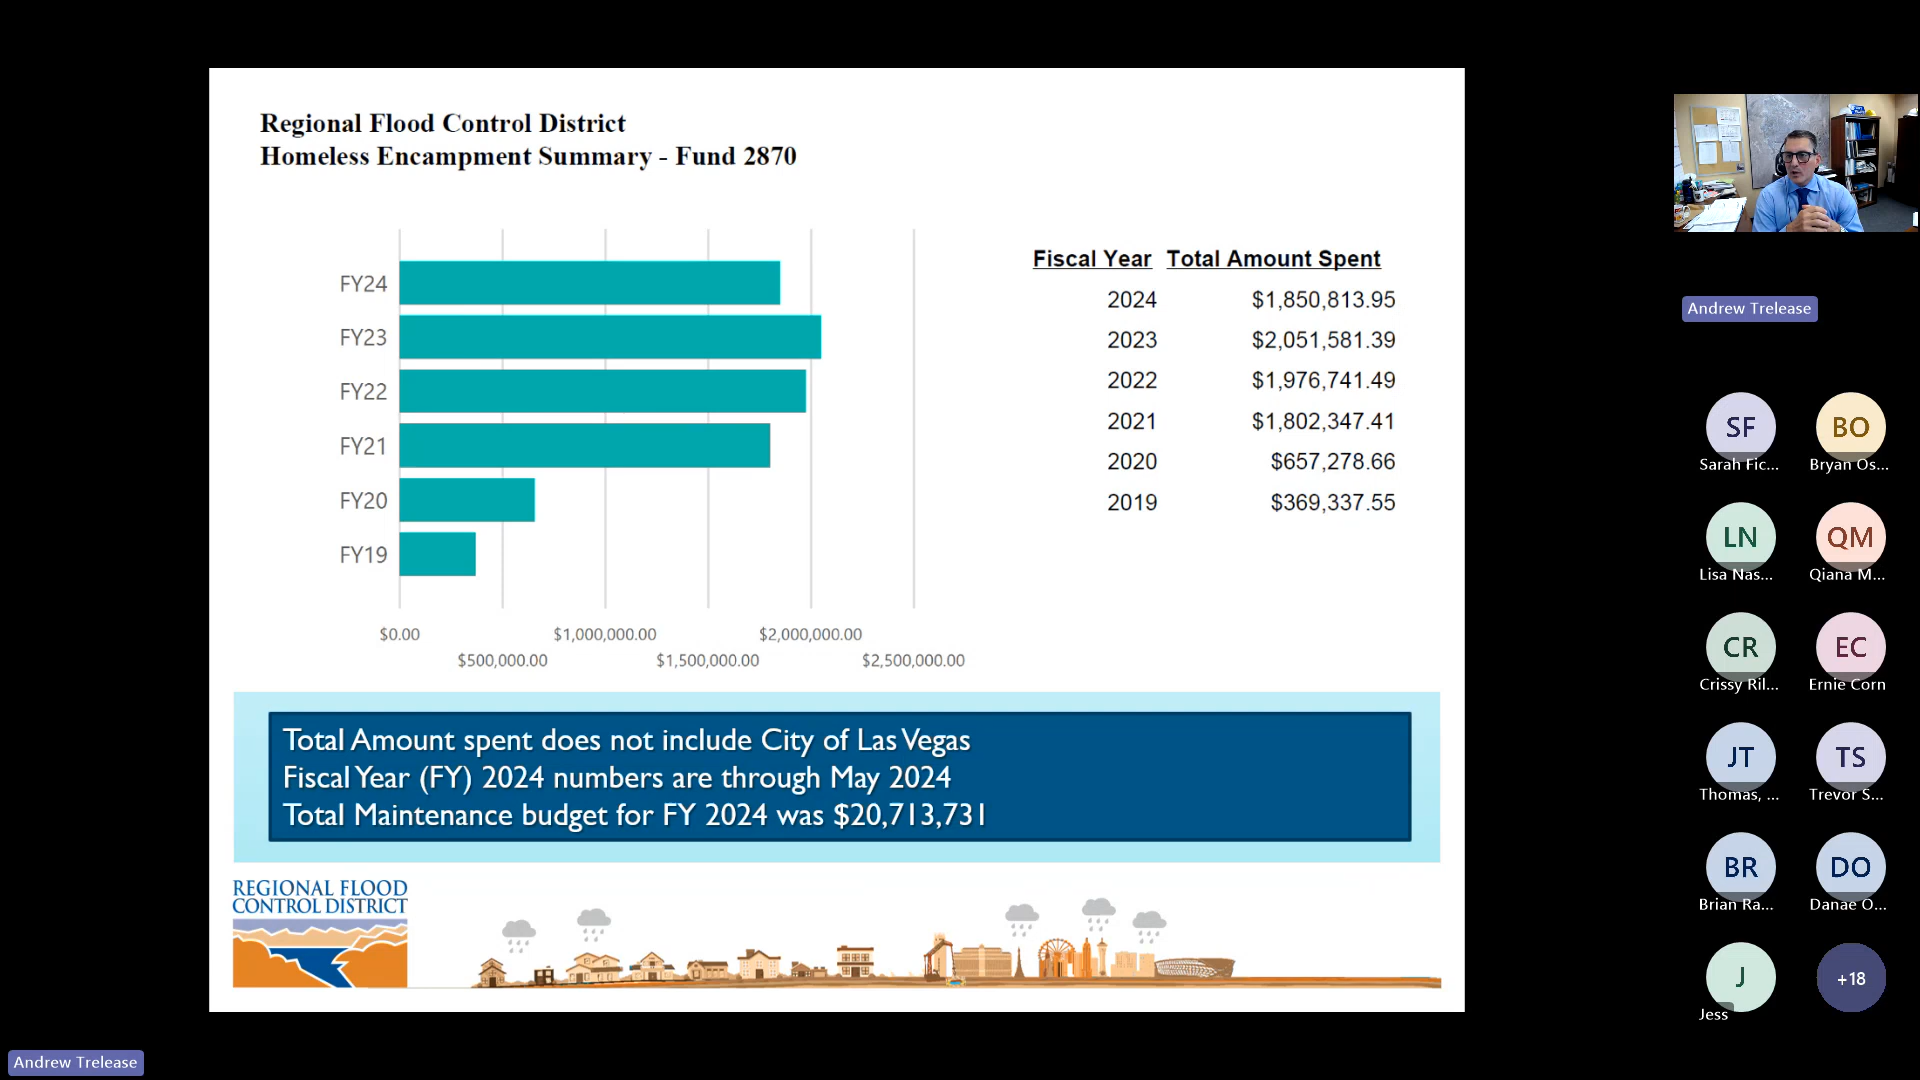 Regional Flood Control District
Homeless Encampment Summary - Fund 2870
FY24
FY23
FY22
FY21
FY20
FY19
$0.00
$1,000,000.00
$2,000,000.00
$500,000.00
$1,500,000.00
$2,500,000.00
Fiscal Year Total Amount Spent
2024 $1,850,813.95
2023 $2,051,581.39
2022 $1,976,741.49
2021 $1,802,347.41
2020 $657,278.66
2019 $369,337.55
Total Amount spent does not include City of Las Vegas
Fiscal Year (FY) 2024 numbers are through May 2024
Total Maintenance budget for FY 2024 was $20,713,731
REGIONAL FLOOD
CONTROL DISTRICT
Andrew Trelease
SF BO
Sarah Fic... Bryan Os...
LN QM
Lisa Nas... Qiana M...
CR EC
Crissy Ril... Ernie Corn
JT TS
Thomas, ... Trevor S...
BR DO
Brian Ra... Danae O...
J +18
Jess
Andrew Trelease